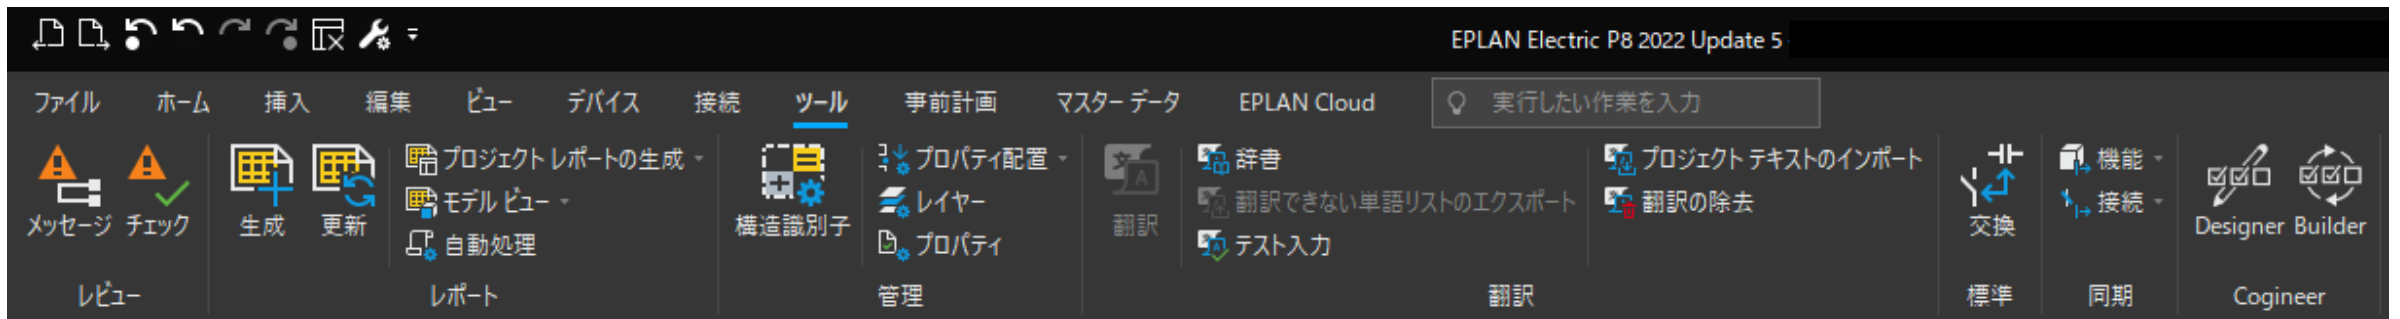 EPLAN Electric P8 2022 Update 5
ファイル ホーム 挿入 編集 ビュー デバイス 接続 ツール 事前計画 マスター データ EPLAN Cloud 実行したい作業を入力
メッセージ チェック
レビュー
生成 更新
プロジェクト レポートの生成
モデル ビュー
自動処理
レポート
構造識別子
プロパティ配置
レイヤー
プロパティ
管理
翻訳
辞書
翻訳できない単語リストのエクスポート
テスト入力
プロジェクト テキストのインポート
翻訳の除去
翻訳
交換
標準
機能
接続
同期
Designer Builder
Cogineer